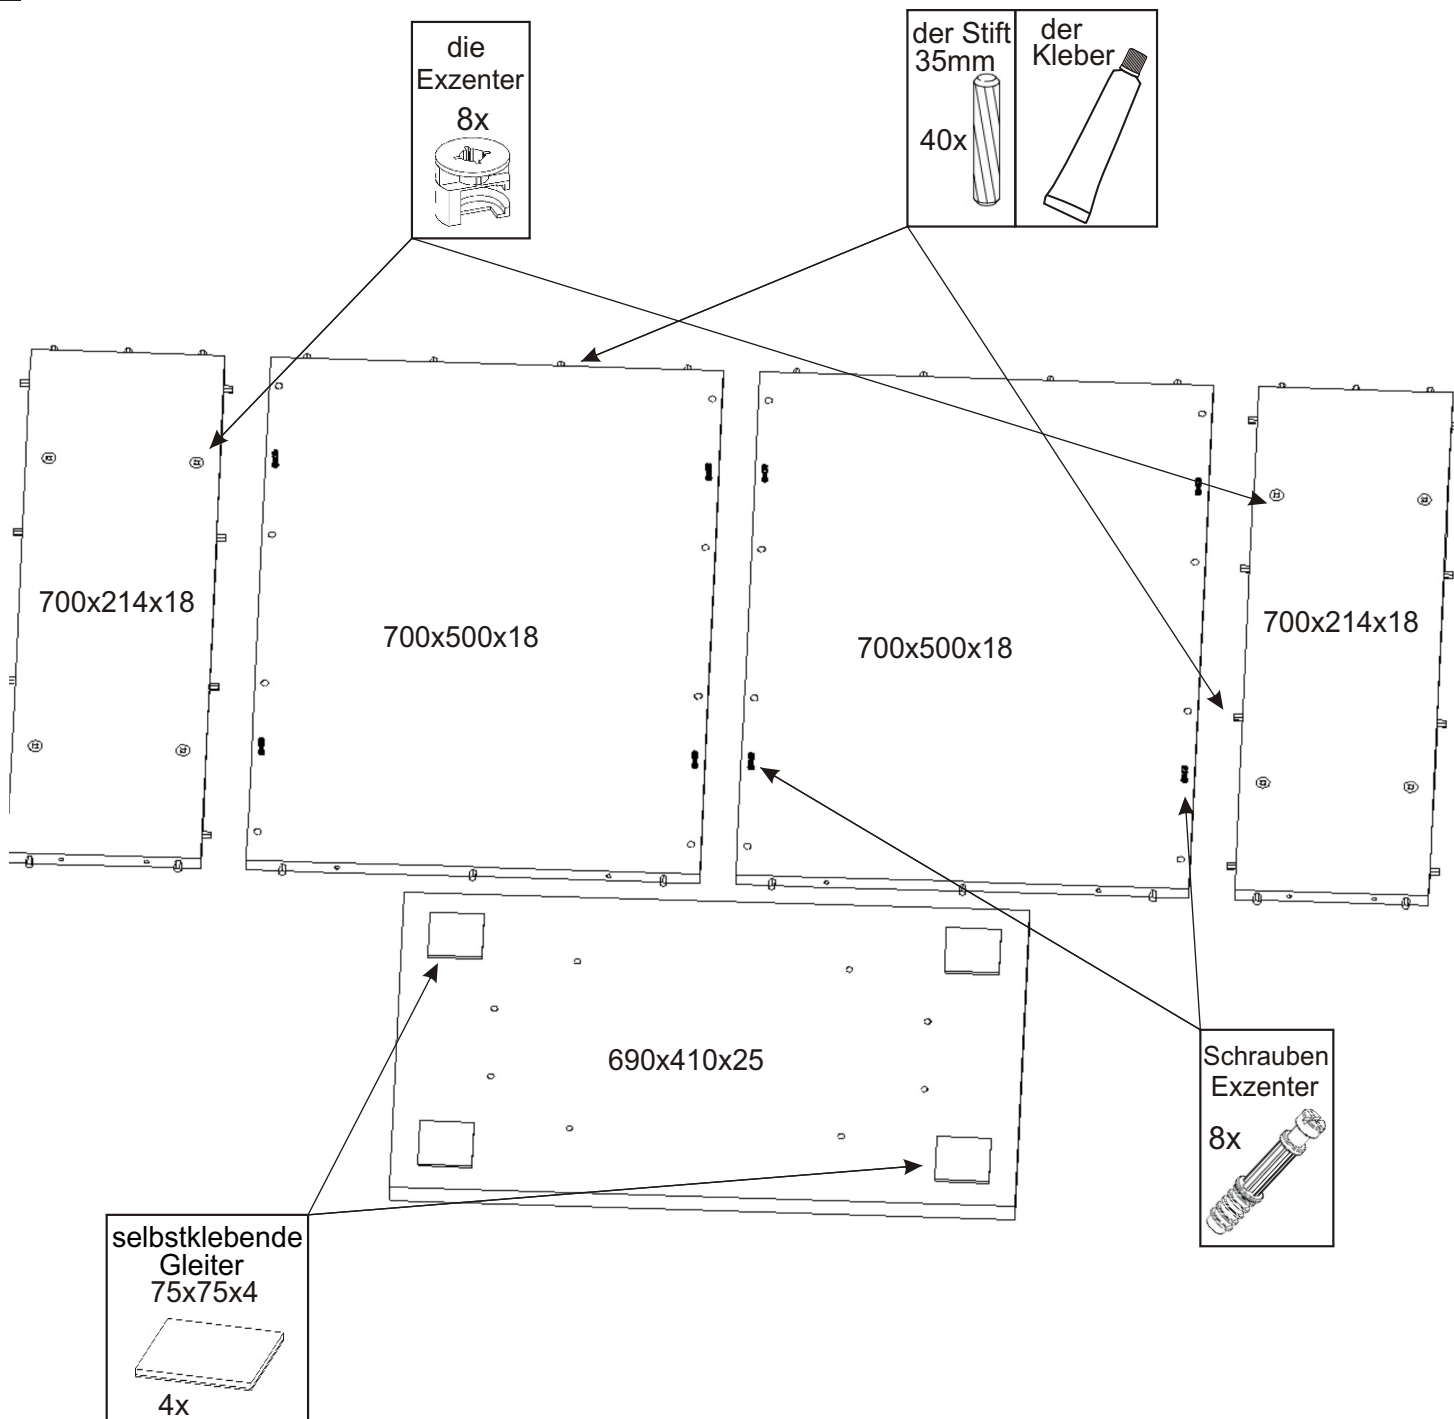 die
Exzenter
8x
der Stift
35mm
40x
der
Kleber
700x214x18
700x500x18
700x500x18
700x214x18
690x410x25
Schrauben
Exzenter
8x
selbstklebende
Gleiter
75x75x4
4x